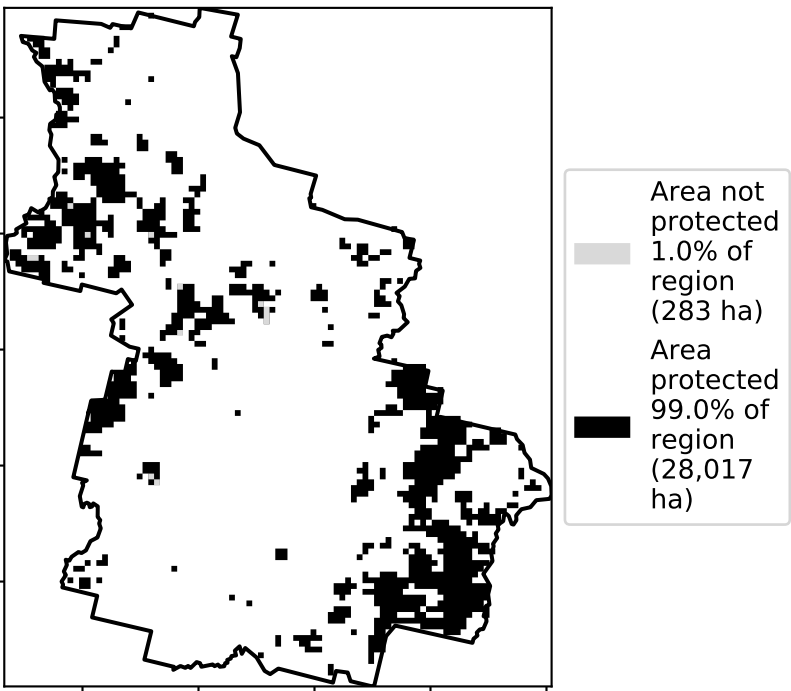 Area not
protected
1.0% of
region
(283 ha)
Area
protected
99.0% of
region
(28,017
ha)